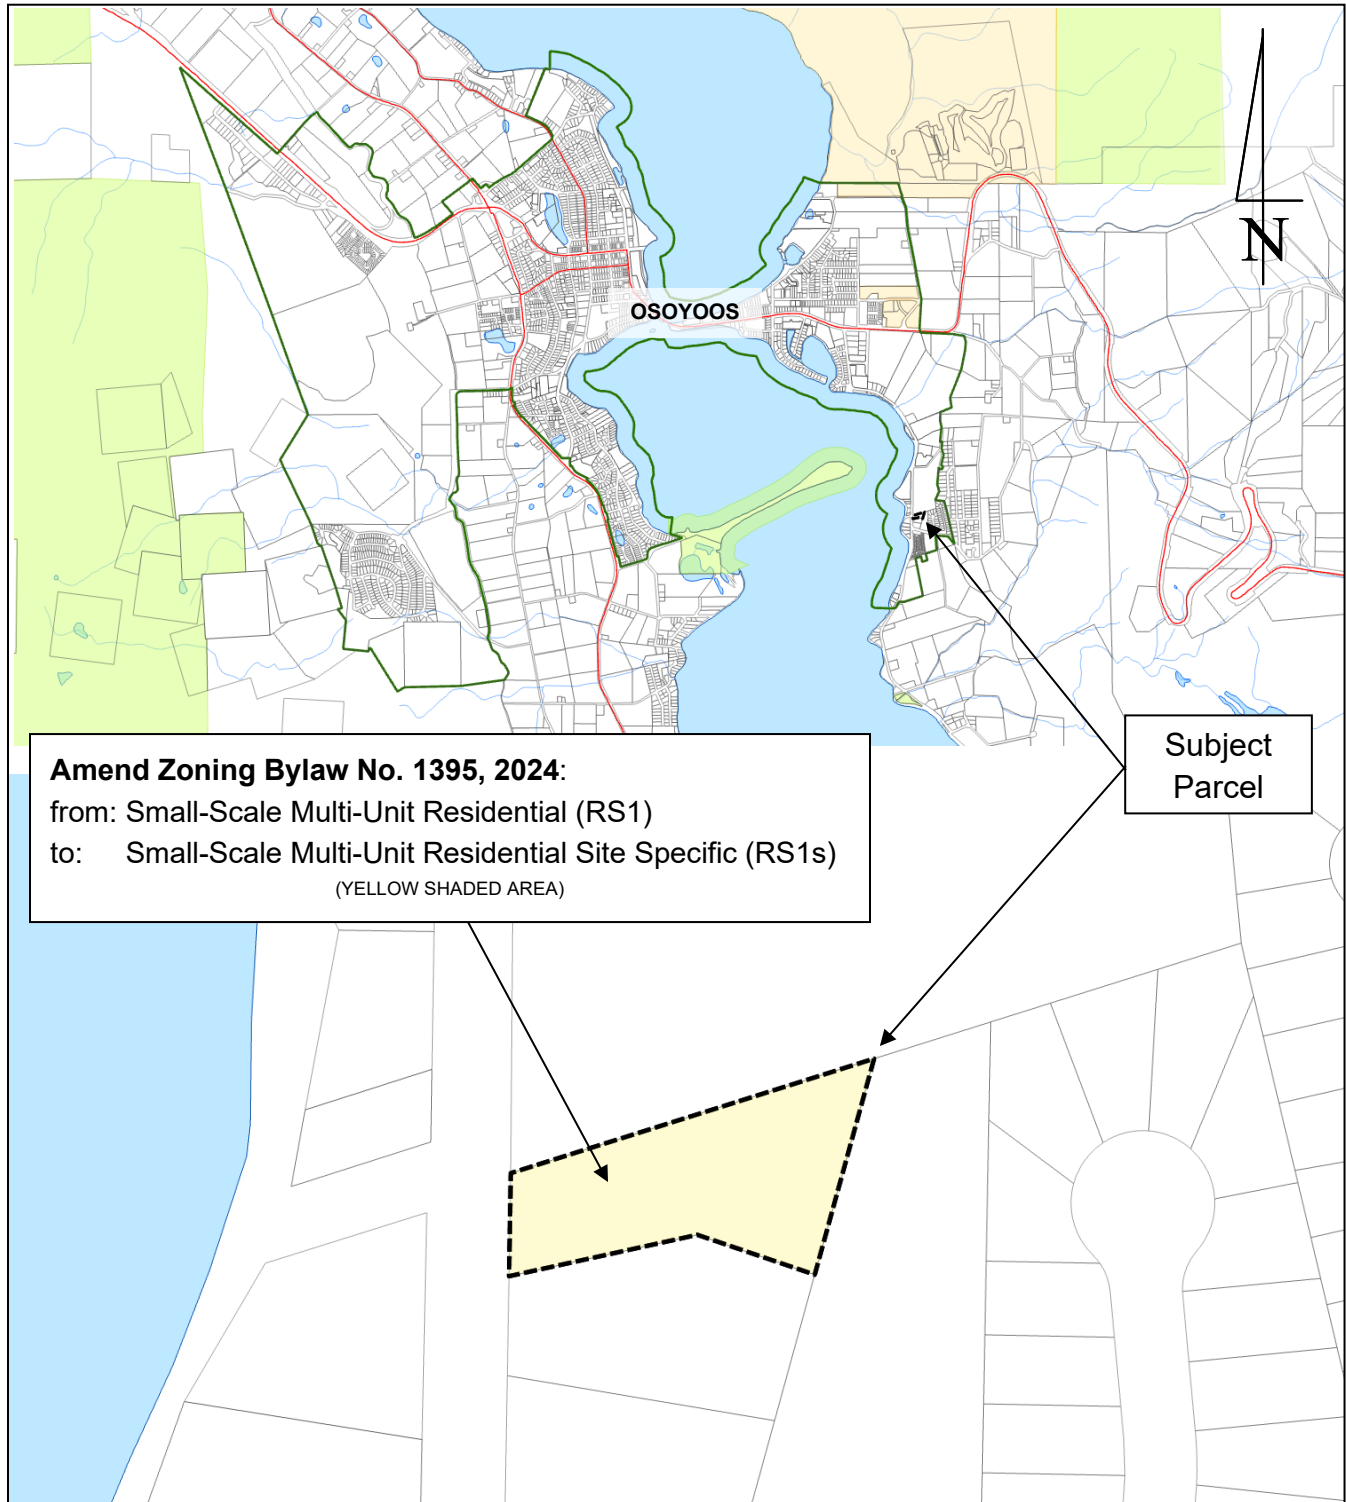 N
OSOYOOS
Subject
Parcel
Amend Zoning Bylaw No. 1395, 2024:
from: Small-Scale Multi-Unit Residential (RS1)
to: Small-Scale Multi-Unit Residential Site Specific (RS1s)
(YELLOW SHADED AREA)